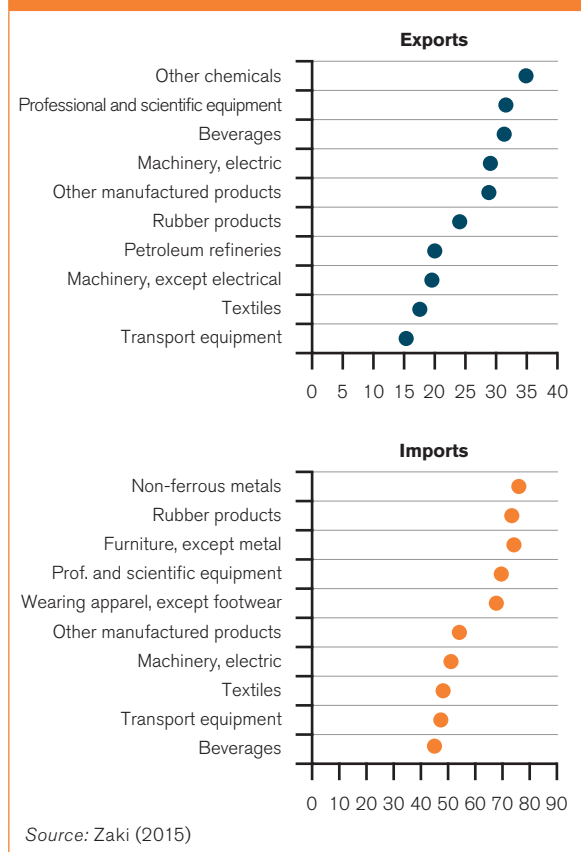 Exports
Other chemicals
Professional and scientific equipment
Beverages
Machinery, electric
Other manufactured products
Rubber products
Petroleum refineries
Machinery, except electrical
Textiles
Transport equipment
0 5 10 15 20 25 30 35 40
Imports
Non-ferrous metals
Rubber products
Furniture, except metal
Prof. and scientific equipment
Wearing apparel, except footwear
Other manufactured products
Machinery, electric
Textiles
Transport equipment
Beverages
0 10 20 30 40 50 60 70 80 90
Source: Zaki (2015)